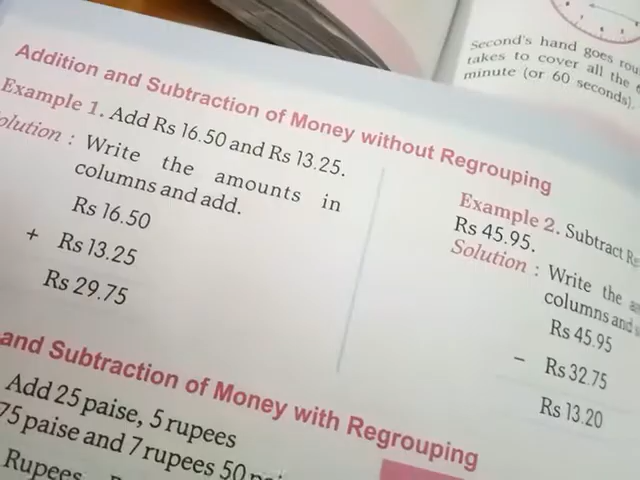 Second's hand goes
takes to cover all the
minute (or 60 seconds).
Addition and Subtraction of Money without Regrouping
Example 1. Add Rs 16.50 and Rs 13.25.
Solution : Write the amounts in
columns and add.
Rs 16.50
+ Rs 13.25
Rs 29.75
Example 2. Subtract
Rs 45.95.
Solution : Write the
columns and
Rs 45.95
− Rs 32.75
Rs 13.20
and Subtraction of Money with Regrouping
Add 25 paise, 5 rupees
75 paise and 7 rupees 50
Rupees